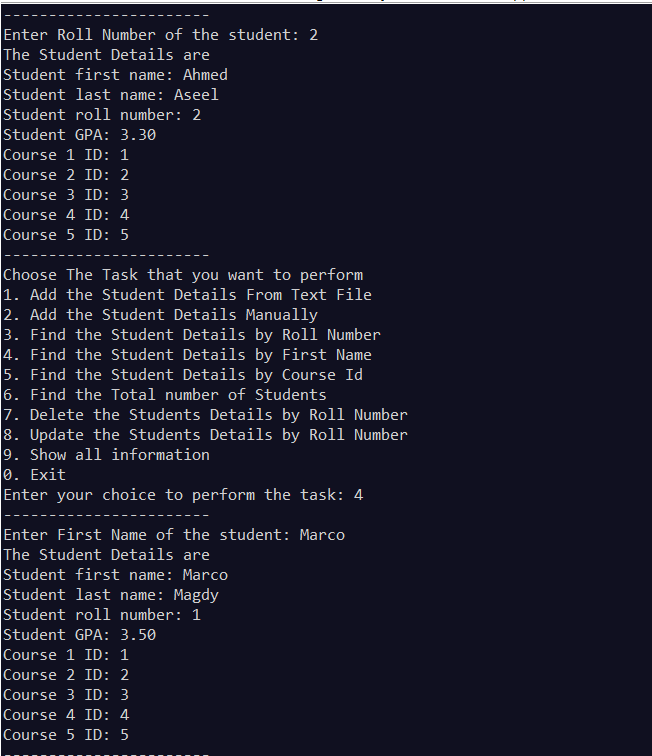 -----------------------
Enter Roll Number of the student: 2
The Student Details are
Student first name: Ahmed
Student last name: Aseel
Student roll number: 2
Student GPA: 3.30
Course 1 ID: 1
Course 2 ID: 2
Course 3 ID: 3
Course 4 ID: 4
Course 5 ID: 5
-----------------------
Choose The Task that you want to perform
1. Add the Student Details From Text File
2. Add the Student Details Manually
3. Find the Student Details by Roll Number
4. Find the Student Details by First Name
5. Find the Student Details by Course Id
6. Find the Total number of Students
7. Delete the Students Details by Roll Number
8. Update the Students Details by Roll Number
9. Show all information
0. Exit
Enter your choice to perform the task: 4
-----------------------
Enter First Name of the student: Marco
The Student Details are
Student first name: Marco
Student last name: Magdy
Student roll number: 1
Student GPA: 3.50
Course 1 ID: 1
Course 2 ID: 2
Course 3 ID: 3
Course 4 ID: 4
Course 5 ID: 5
-----------------------